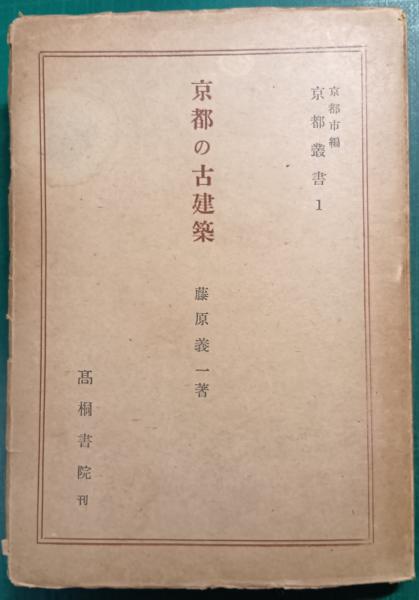 京都市編
京都叢書 1
京都の古建築
藤原義一著
髙桐書院 刊